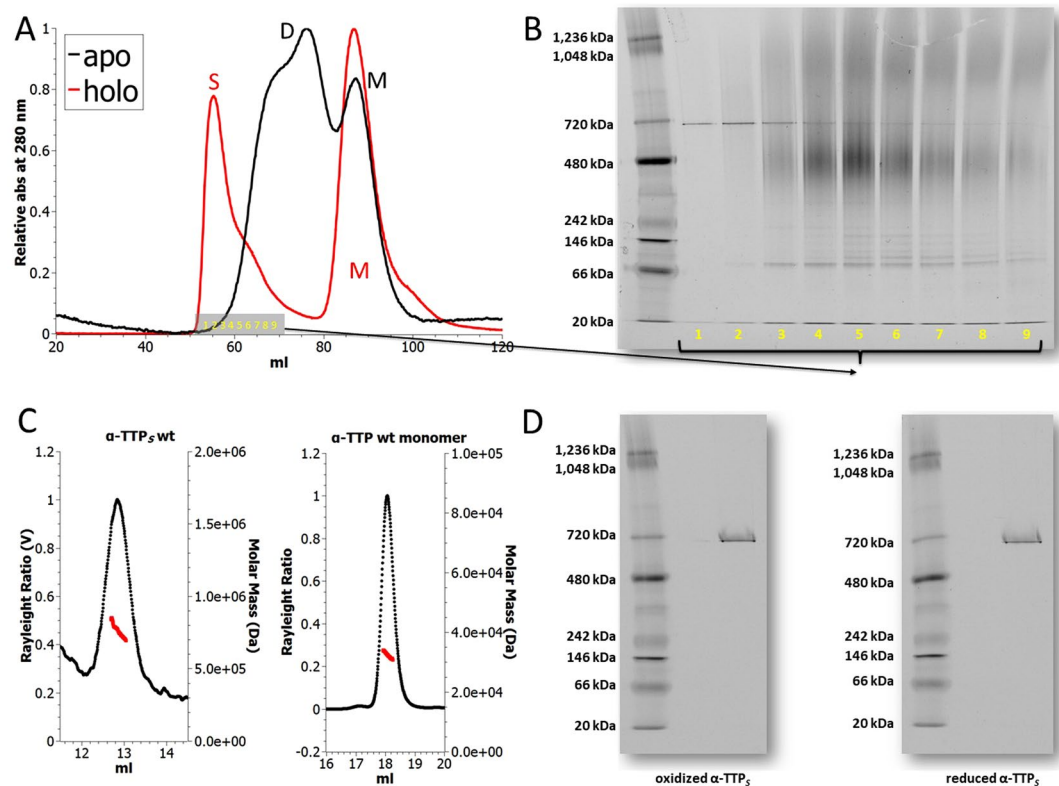 A
apo
holo
S
D
M
M
Relative abs at 280 nm
1
0.8
0.6
0.4
0.2
0
1 2 3 4 5 6 7 8 9
20
40
60
80
100
120
ml
B
1,236 kDa
1,048 kDa
720 kDa
480 kDa
242 kDa
146 kDa
66 kDa
20 kDa
1
2
3
4
5
6
7
8
9
C
α-TTPS wt
Rayleight Ratio (V)
1
0.8
0.6
0.4
0.2
0
2.0e+06
1.5e+06
1.0e+06
5.0e+05
0.0e+00
Molar Mass (Da)
12
13
14
ml
α-TTP wt monomer
Rayleight Ratio
1
0.8
0.6
0.4
0.2
0
-0.2
1.0e+05
8.0e+04
6.0e+04
4.0e+04
2.0e+04
0.0e+00
Molar Mass (Da)
16
17
18
19
20
ml
D
1,236 kDa
1,048 kDa
720 kDa
480 kDa
242 kDa
146 kDa
66 kDa
20 kDa
oxidized α-TTPS
1,236 kDa
1,048 kDa
720 kDa
480 kDa
242 kDa
146 kDa
66 kDa
20 kDa
reduced α-TTPS